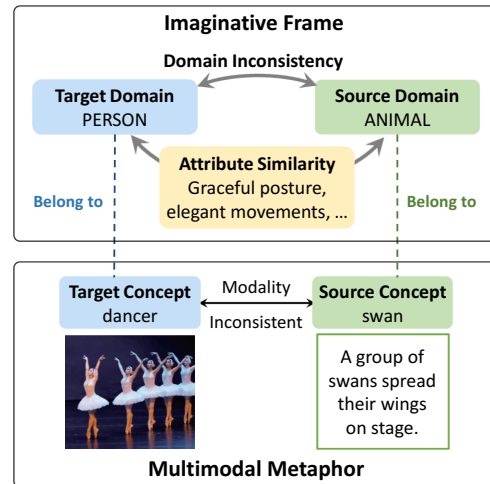 Imaginative Frame
Domain Inconsistency
Target Domain
PERSON
Source Domain
ANIMAL
Attribute Similarity
Graceful posture,
elegant movements, ...
Belong to
Belong to
Target Concept
dancer
Modality
Inconsistent
Source Concept
swan
A group of
swans spread
their wings
on stage.
Multimodal Metaphor